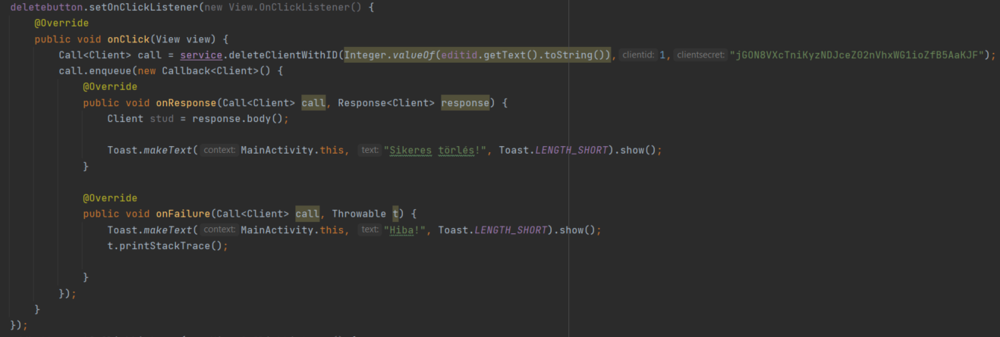 deletebutton.setOnClickListener(new View.OnClickListener() {
@Override
public void onClick(View view) {
Call<Client> call = service.deleteClientWithID(Integer.valueOf(editid.getText().toString()), clientid: 1, clientsecret: "jGON8VXcTniKyzNDJceZ02nVhxWG1ioZfB5AaKJF");
call.enqueue(new Callback<Client>() {
@Override
public void onResponse(Call<Client> call, Response<Client> response) {
Client stud = response.body();
Toast.makeText( context: MainActivity.this, text: "Sikeres törlés!", Toast.LENGTH_SHORT).show();
}
@Override
public void onFailure(Call<Client> call, Throwable t) {
Toast.makeText( context: MainActivity.this, text: "Hiba!", Toast.LENGTH_SHORT).show();
t.printStackTrace();
}
});
}
});